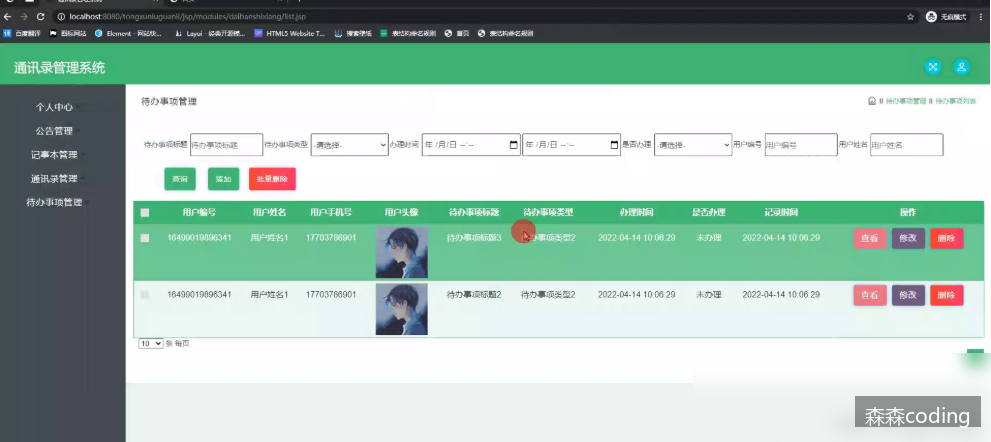 localhost:8080/tongxunluguanli/jsp/modules/daibanshixiang/list.jsp 无痕模式
百度翻译 图标网站 Element - 网站快... Layui - 经典开源模... HTML5 Website T... 搜索便纸 表结构命名规则 首页 表结构命名规则
通讯录管理系统
个人中心
公告管理
记事本管理
通讯录管理
待办事项管理
待办事项管理 待办事项管理 待办事项列表
待办事项标题 待办事项标题 待办事项类型 -请选择- 办理时间 年 /月/日 --:-- 年 /月/日 --:-- 是否办理 -请选择- 用户编号 用户编号 用户姓名 用户姓名
查询 添加 批量删除
用户编号 用户姓名 用户手机号 用户头像 待办事项标题 待办事项类型 办理时间 是否办理 记录时间 操作
16499019896341 用户姓名1 17703786901 待办事项标题3 待办事项类型2 2022-04-14 10:06:29 未办理 2022-04-14 10:06:29 查看 修改 删除
16499019896341 用户姓名1 17703786901 待办事项标题2 待办事项类型2 2022-04-14 10:06:29 未办理 2022-04-14 10:06:29 查看 修改 删除
10 条 每页
森森coding